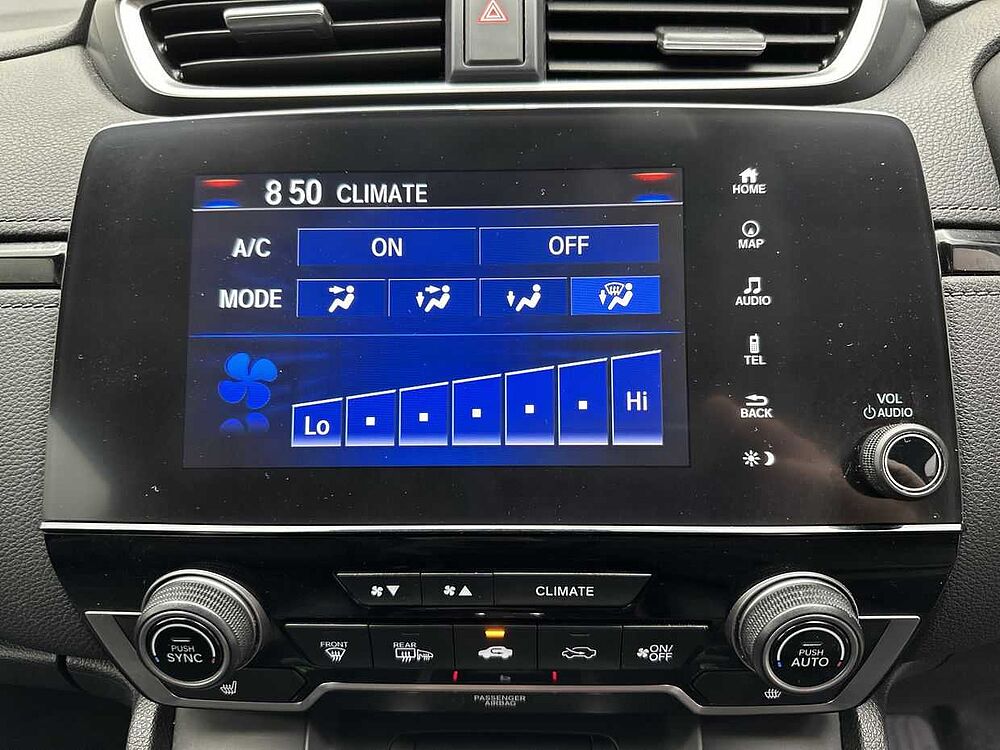 8 50 CLIMATE
HOME
A/C ON OFF
MAP
MODE
AUDIO
TEL
Lo Hi
BACK
VOL
AUDIO
CLIMATE
FRONT
REAR
ON/
OFF
PUSH
SYNC
PUSH
AUTO
PASSENGER
AIRBAG